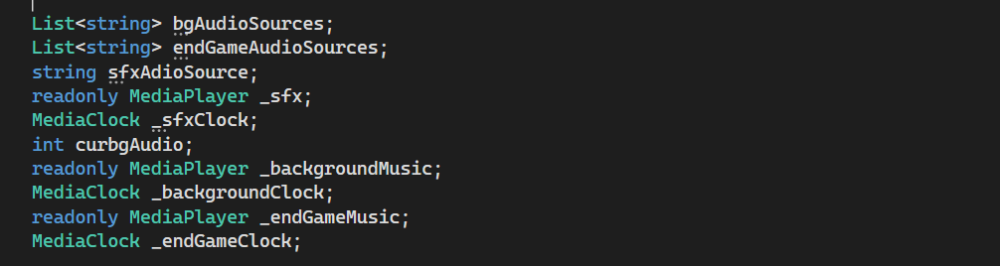 List<string> bgAudioSources;
List<string> endGameAudioSources;
string sfxAdioSource;
readonly MediaPlayer _sfx;
MediaClock _sfxClock;
int curbgAudio;
readonly MediaPlayer _backgroundMusic;
MediaClock _backgroundClock;
readonly MediaPlayer _endGameMusic;
MediaClock _endGameClock;